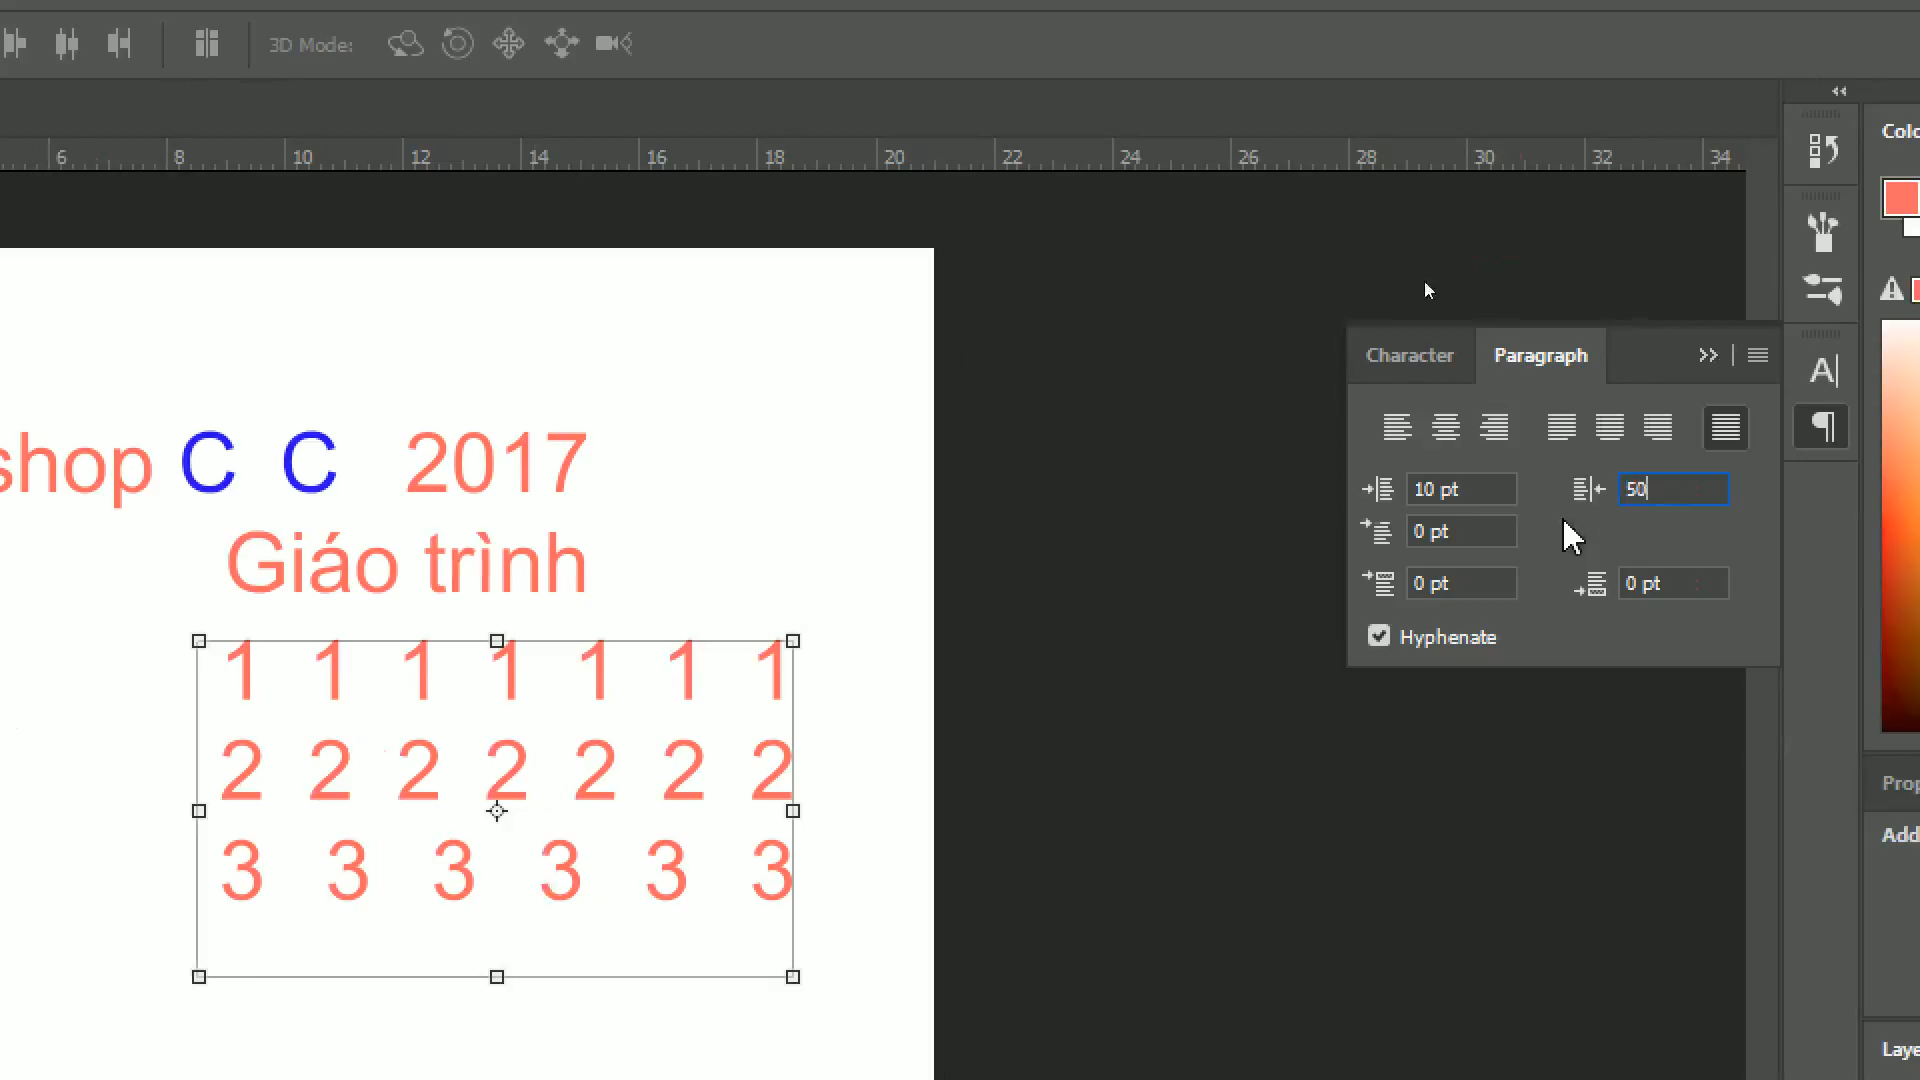 3D Mode:
6 8 10 12 14 16 18 20 22 24 26 28 30 32 34
Colo
Character Paragraph
shop C C 2017
10 pt 50
0 pt
Giáo trình
0 pt 0 pt
Hyphenate
1 1 1 1 1 1 1
2 2 2 2 2 2 2
3 3 3 3 3 3
Prop
Add
Laye